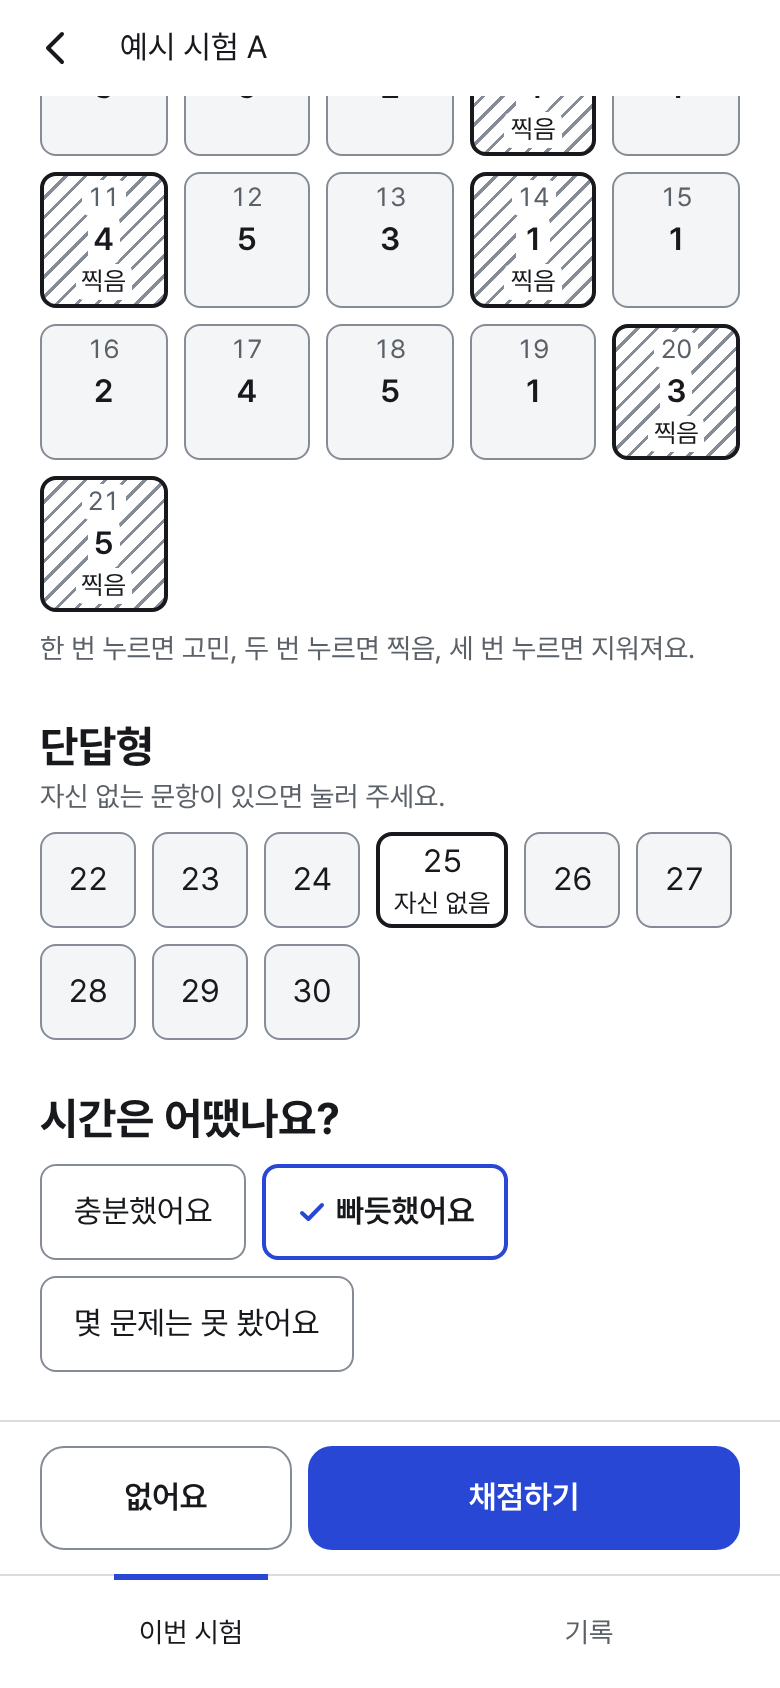 예시 시험 A
찍음
11 12 13 14 15
4 5 3 1 1
찍음 찍음
16 17 18 19 20
2 4 5 1 3
찍음
21
5
찍음
한 번 누르면 고민, 두 번 누르면 찍음, 세 번 누르면 지워져요.
단답형
자신 없는 문항이 있으면 눌러 주세요.
22 23 24 25 26 27
자신 없음
28 29 30
시간은 어땠나요?
충분했어요 빠듯했어요
몇 문제는 못 봤어요
없어요 채점하기
이번 시험 기록